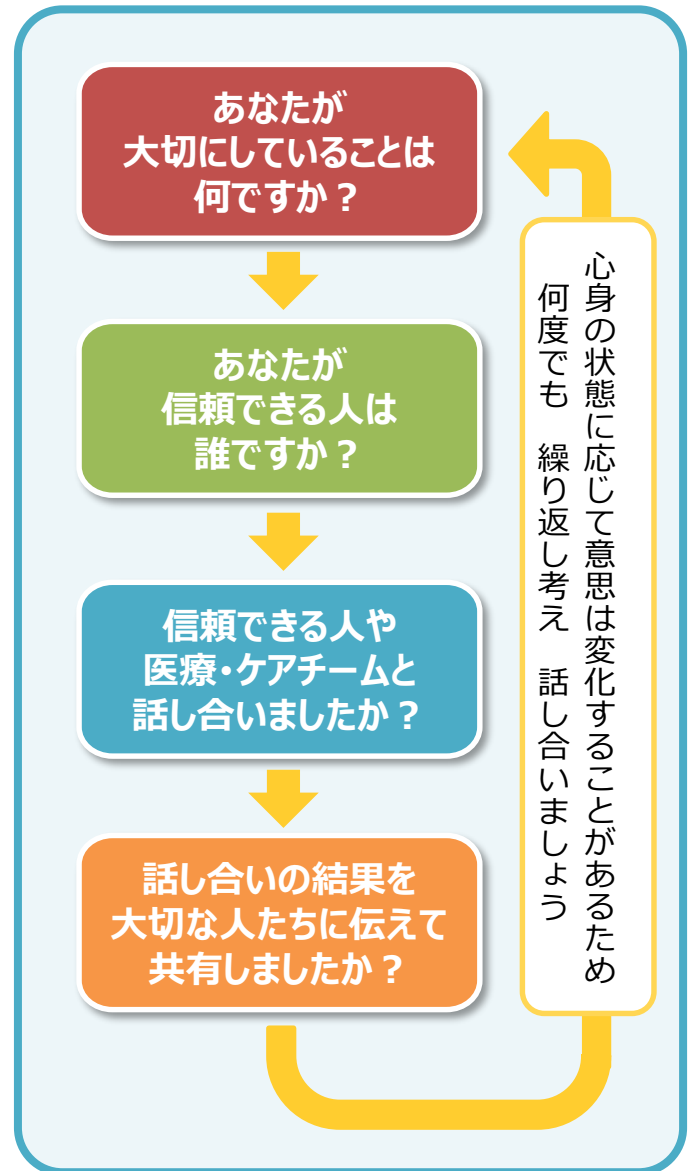 あなたが
大切にしていることは
何ですか？
あなたが
信頼できる人は
誰ですか？
信頼できる人や
医療・ケアチームと
話し合いましたか？
話し合いの結果を
大切な人たちに伝えて
共有しましたか？
心身の状態に応じて意思は変化することがあるため
何度でも　繰り返し考え　話し合いましょう